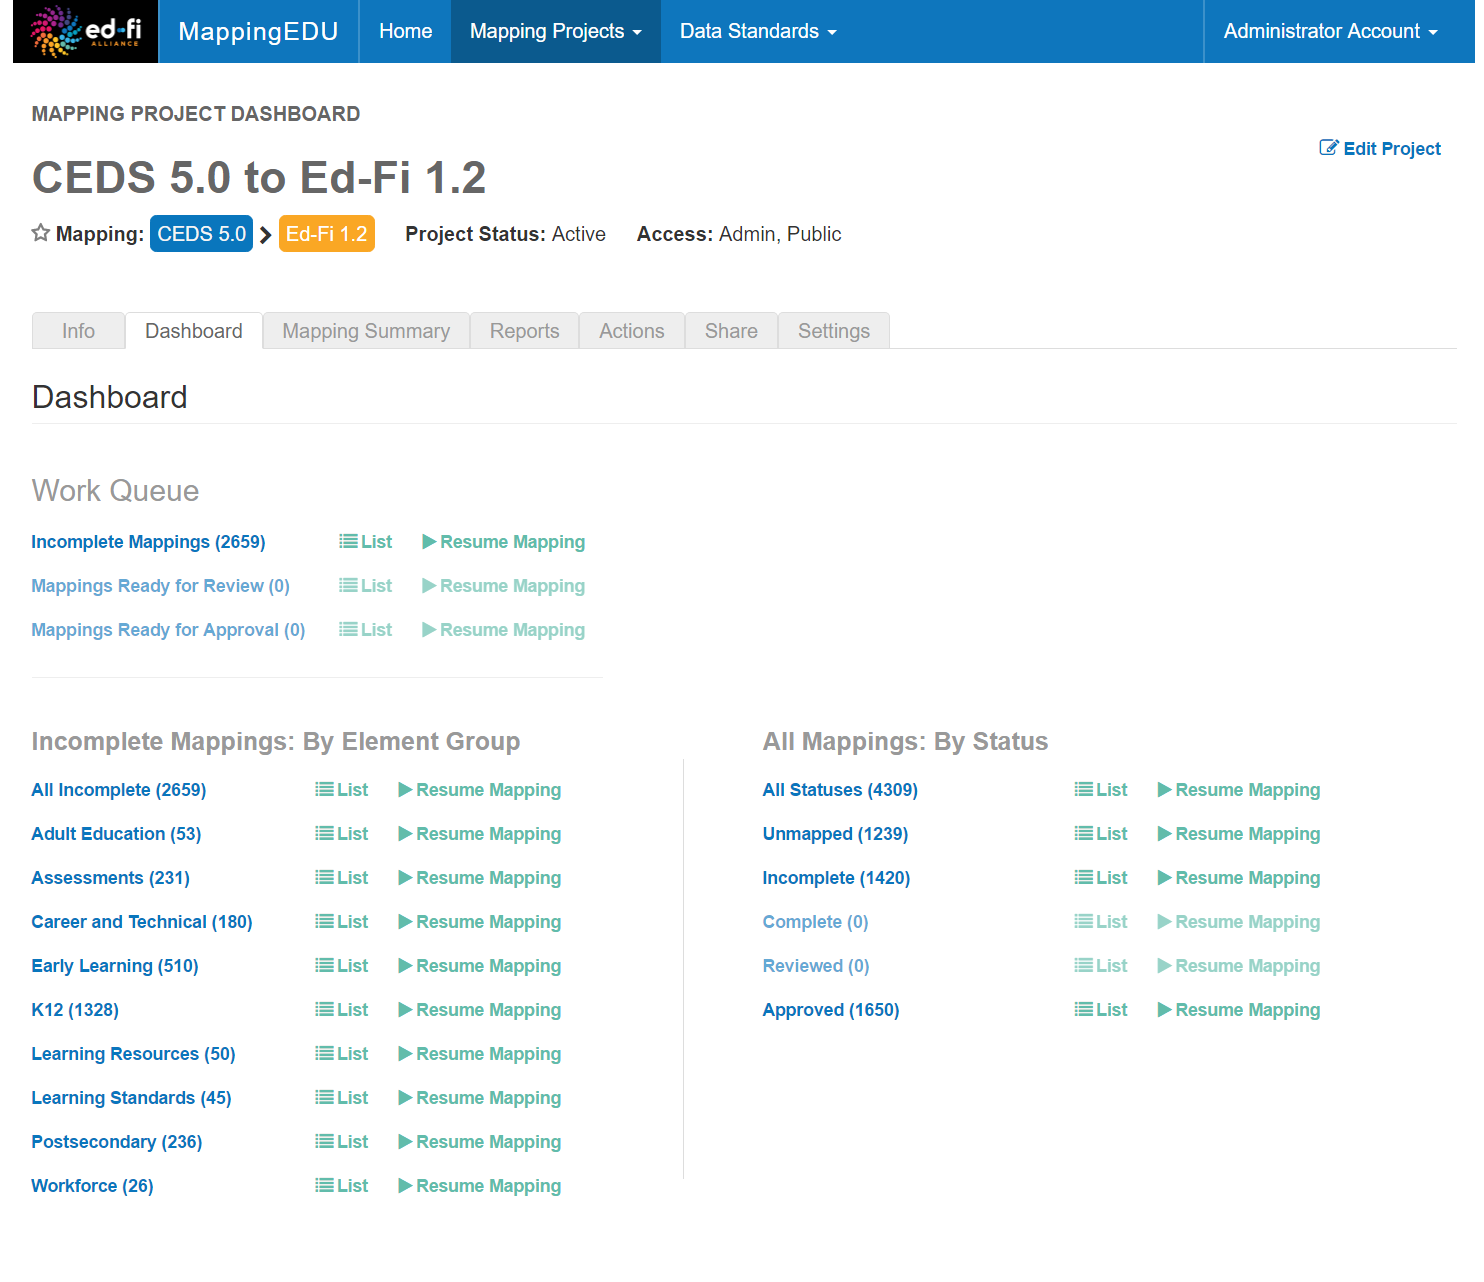 ed-fi ALLIANCE MappingEDU Home Mapping Projects Data Standards Administrator Account
MAPPING PROJECT DASHBOARD
Edit Project
CEDS 5.0 to Ed-Fi 1.2
Mapping: CEDS 5.0 Ed-Fi 1.2 Project Status: Active Access: Admin, Public
Info Dashboard Mapping Summary Reports Actions Share Settings
Dashboard
Work Queue
Incomplete Mappings (2659) List Resume Mapping
Mappings Ready for Review (0) List Resume Mapping
Mappings Ready for Approval (0) List Resume Mapping
Incomplete Mappings: By Element Group
All Incomplete (2659) List Resume Mapping
Adult Education (53) List Resume Mapping
Assessments (231) List Resume Mapping
Career and Technical (180) List Resume Mapping
Early Learning (510) List Resume Mapping
K12 (1328) List Resume Mapping
Learning Resources (50) List Resume Mapping
Learning Standards (45) List Resume Mapping
Postsecondary (236) List Resume Mapping
Workforce (26) List Resume Mapping
All Mappings: By Status
All Statuses (4309) List Resume Mapping
Unmapped (1239) List Resume Mapping
Incomplete (1420) List Resume Mapping
Complete (0) List Resume Mapping
Reviewed (0) List Resume Mapping
Approved (1650) List Resume Mapping